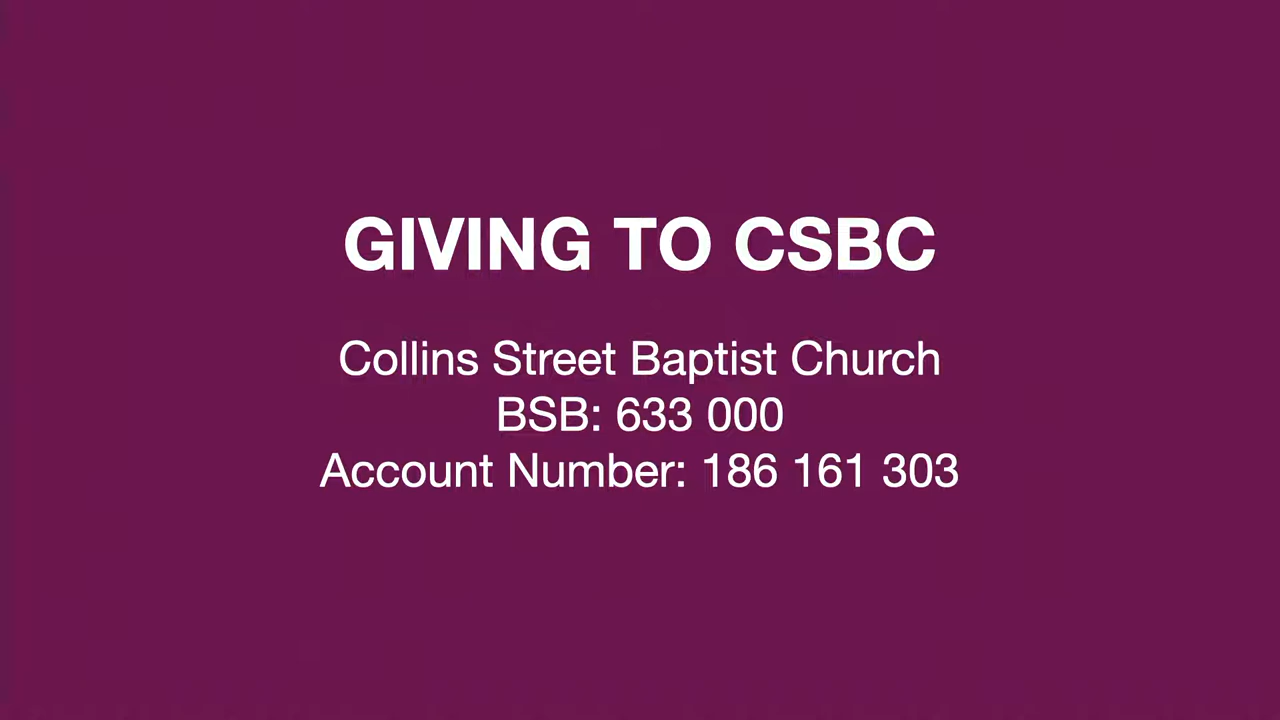 GIVING TO CSBC
Collins Street Baptist Church
BSB: 633 000
Account Number: 186 161 303